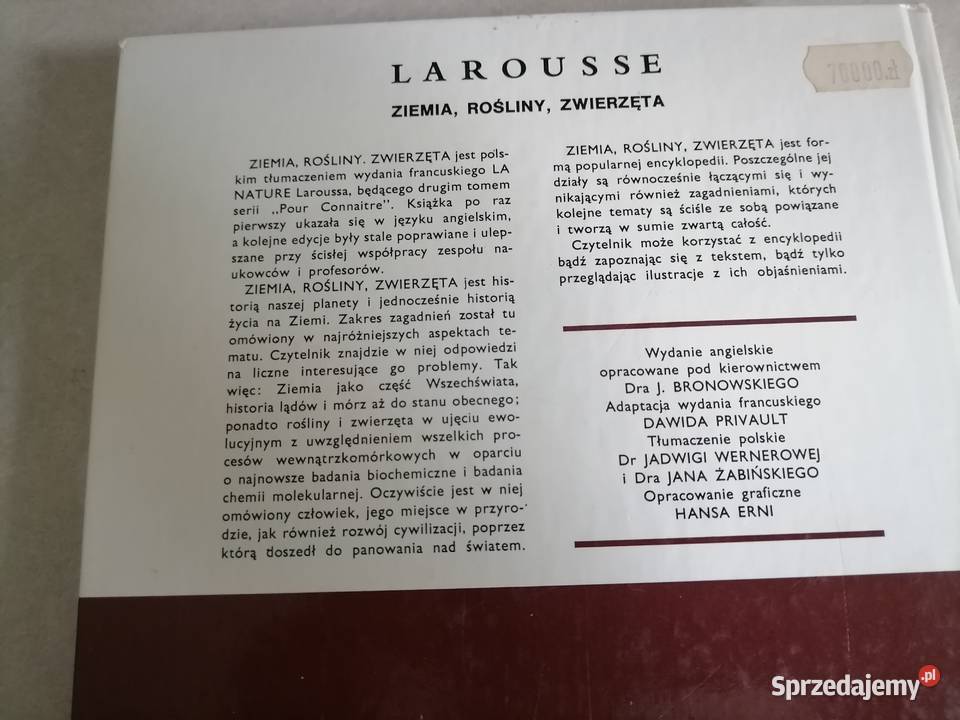 LAROUSSE
70000.zł
ZIEMIA, ROŚLINY, ZWIERZĘTA
ZIEMIA, ROŚLINY. ZWIERZĘTA jest pols-
kim tłumaczeniem wydania francuskiego LA
NATURE Laroussa, będącego drugim tomem
serii ,,Pour Connaitre". Książka po raz
pierwszy ukazała się w języku angielskim,
a kolejne edycje były stale poprawiane i ulep-
szane przy ścisłej współpracy zespołu na-
ukowców i profesorów.
ZIEMIA, ROŚLINY, ZWIERZĘTA jest his-
torią naszej planety i jednocześnie historią
życia na Ziemi. Zakres zagadnień został tu
omówiony w najróżniejszych aspektach te-
matu. Czytelnik znajdzie w niej odpowiedzi
na liczne interesujące go problemy. Tak
więc: Ziemia jako część Wszechświata,
historia lądów i mórz aż do stanu obecnego;
ponadto rośliny i zwierzęta w ujęciu ewo-
lucyjnym z uwzględnieniem wszelkich pro-
cesów wewnątrzkomórkowych w oparciu
o najnowsze badania biochemiczne i badania
chemii molekularnej. Oczywiście jest w niej
omówiony człowiek, jego miejsce w przyro-
dzie, jak również rozwój cywilizacji, poprzez
którą doszedł do panowania nad światem.
ZIEMIA, ROŚLINY, ZWIERZĘTA jest for-
mą popularnej encyklopedii. Poszczególne jej
działy są równocześnie łączącymi się i wy-
nikającymi również zagadnieniami, których
kolejne tematy są ściśle ze sobą powiązane
i tworzą w sumie zwartą całość.
Czytelnik może korzystać z encyklopedii
bądź zapoznając się z tekstem, bądź tylko
przeglądając ilustracje z ich objaśnieniami.
Wydanie angielskie
opracowane pod kierownictwem
Dra J. BRONOWSKIEGO
Adaptacja wydania francuskiego
DAWIDA PRIVAULT
Tłumaczenie polskie
Dr JADWIGI WERNEROWEJ
i Dra JANA ŻABIŃSKIEGO
Opracowanie graficzne
HANSA ERNI
Sprzedajemy.pl